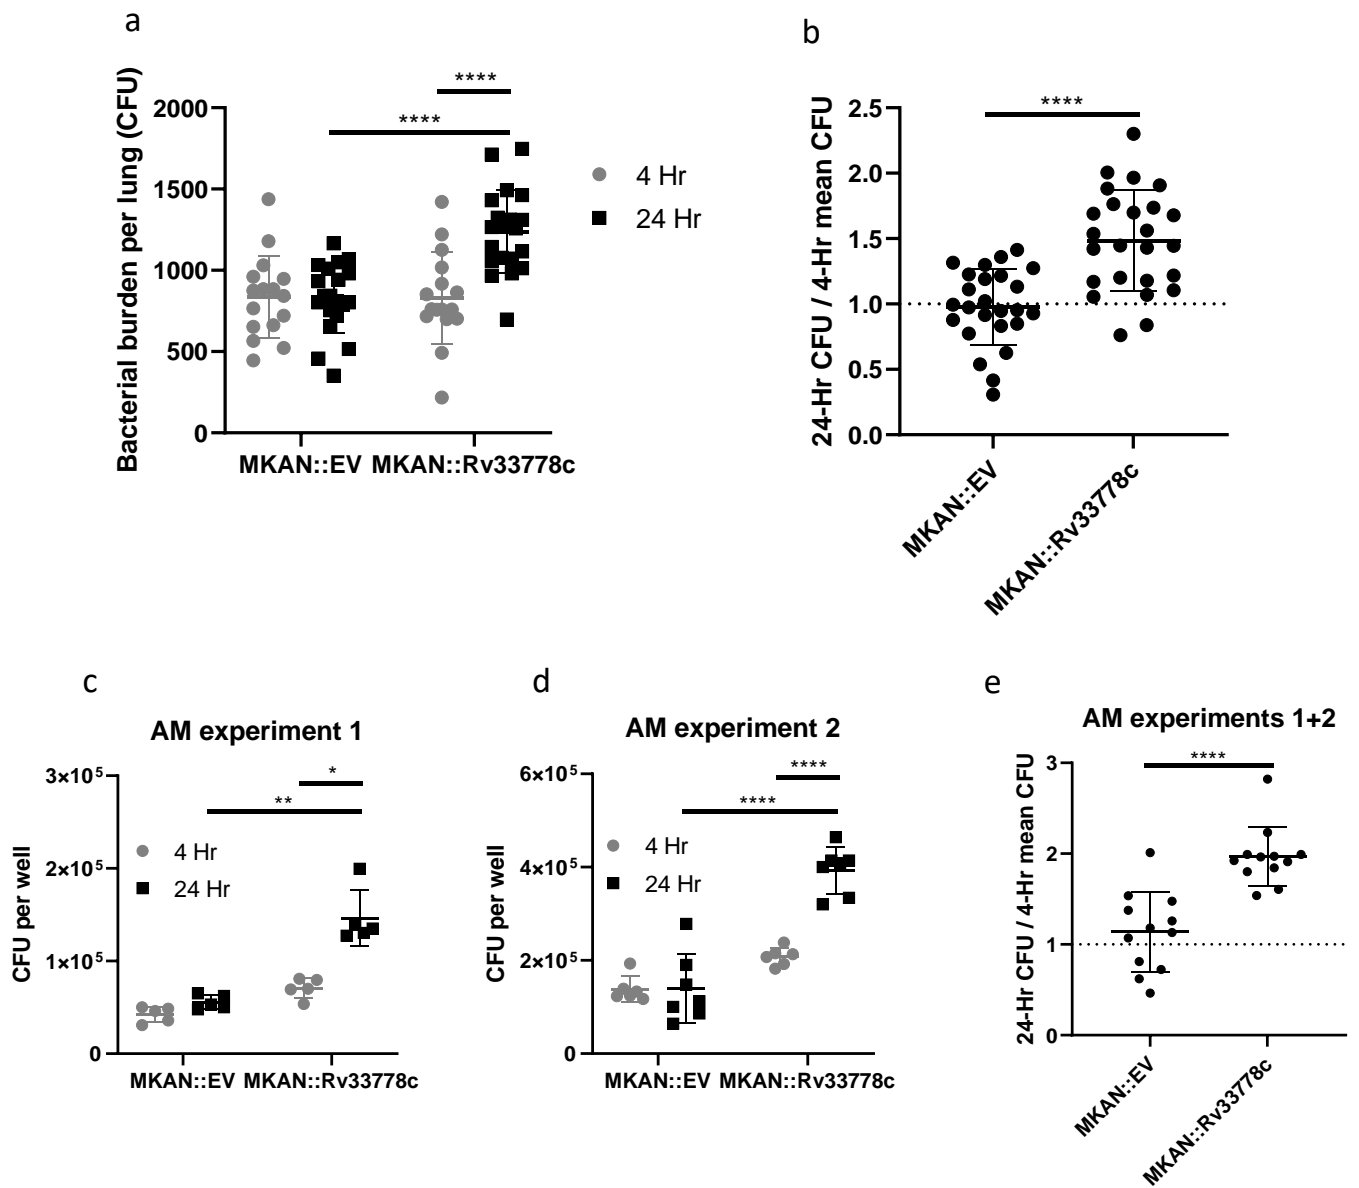 a
Bacterial burden per lung (CFU)
2000
1500
1000
500
0
****
****
MKAN::EV
MKAN::Rv33778c
4 Hr
24 Hr
b
24-Hr CFU / 4-Hr mean CFU
2.5
2.0
1.5
1.0
0.5
0.0
****
MKAN::EV
MKAN::Rv33778c
c
AM experiment 1
CFU per well
3×10⁵
2×10⁵
1×10⁵
0
*
**
4 Hr
24 Hr
MKAN::EV
MKAN::Rv33778c
d
AM experiment 2
CFU per well
6×10⁵
4×10⁵
2×10⁵
0
****
****
4 Hr
24 Hr
MKAN::EV
MKAN::Rv33778c
e
AM experiments 1+2
24-Hr CFU / 4-Hr mean CFU
3
2
1
0
****
MKAN::EV
MKAN::Rv33778c